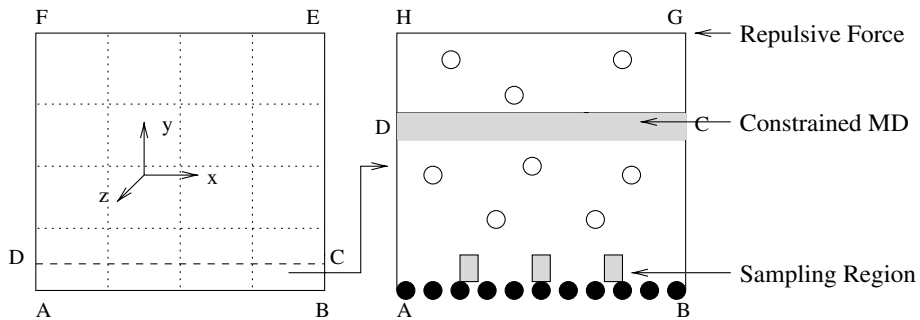 F
E
y
x
z
D
C
A
B
H
G
Repulsive Force
D
C
Constrained MD
Sampling Region
A
B